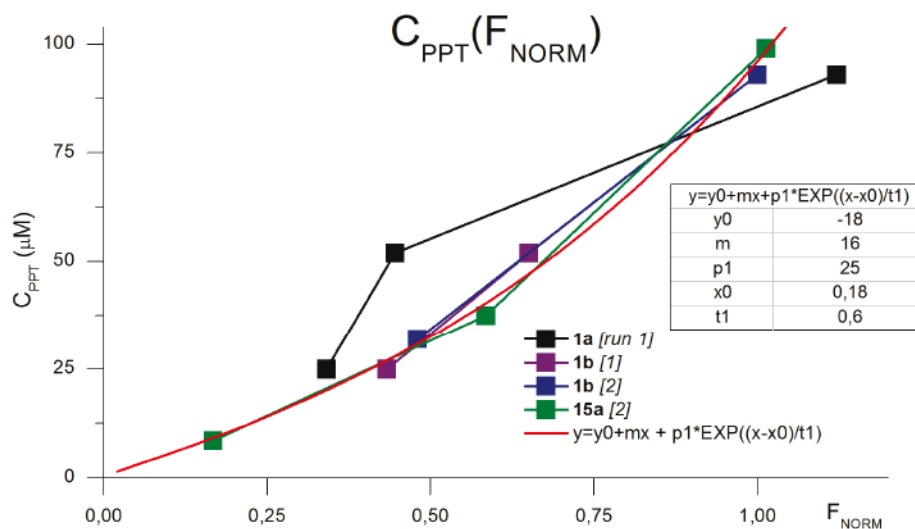 C_PPT(F_NORM)
100
75
50
25
0
C_PPT (μM)
y=y0+mx+p1*EXP((x-x0)/t1)
y0 -18
m 16
p1 25
x0 0,18
t1 0,6
1a [run 1]
1b [1]
1b [2]
15a [2]
y=y0+mx + p1*EXP((x-x0)/t1)
0,00 0,25 0,50 0,75 1,00 F_NORM